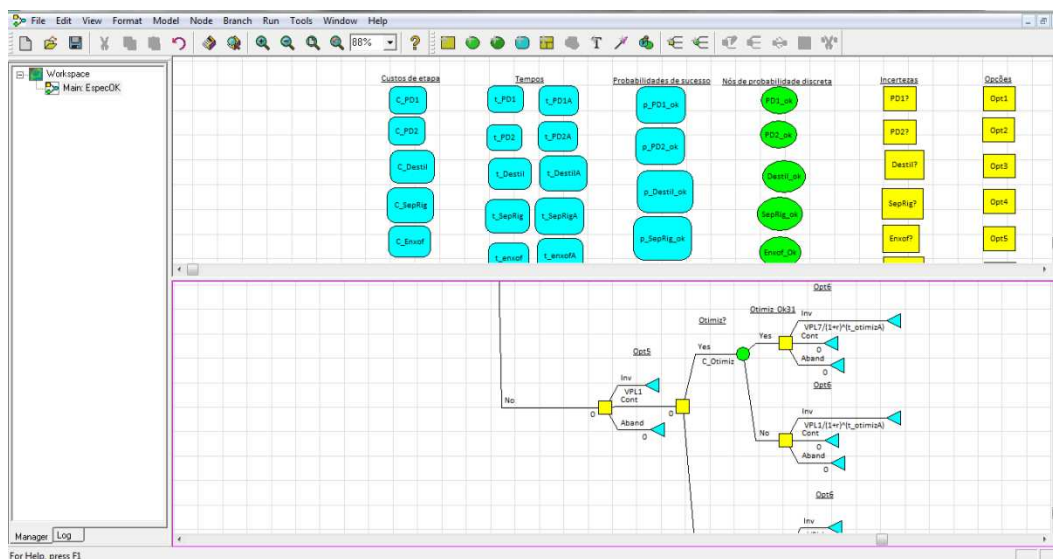 File Edit View Format Model Node Branch Run Tools Window Help
88%
Workspace
Main: EspecOK
Custos de etapa Tempos Probabilidades de sucesso Nós de probabilidade discreta Incertezas Opções
C_PD1 t_PD1 t_PD1A p_PD1_ok PD1_ok PD1? Opt1
C_PD2 t_PD2 t_PD2A p_PD2_ok PD2_ok PD2? Opt2
C_Destil t_Destil t_DestilA p_Destil_ok Destil_ok Destil? Opt3
C_SepRig t_SepRig t_SepRigA p_SepRig_ok SepRig_ok SepRig? Opt4
C_Enxof t_enxof t_enxofA Enxof_Ok Enxof? Opt5
Opt6
Otimiz? Otimiz_Ok31 Inv
VPL7/(1+r)^(t_otimizA)
Yes Yes Cont
C_Otimiz 0
Opt5 Aband
0
Inv Opt6
VPL1
No Cont Inv
0 0 VPL1/(1+r)^(t_otimizA)
Aband No Cont
0 0
Aband
0
Opt6
Inv
Manager Log
For Help, press F1